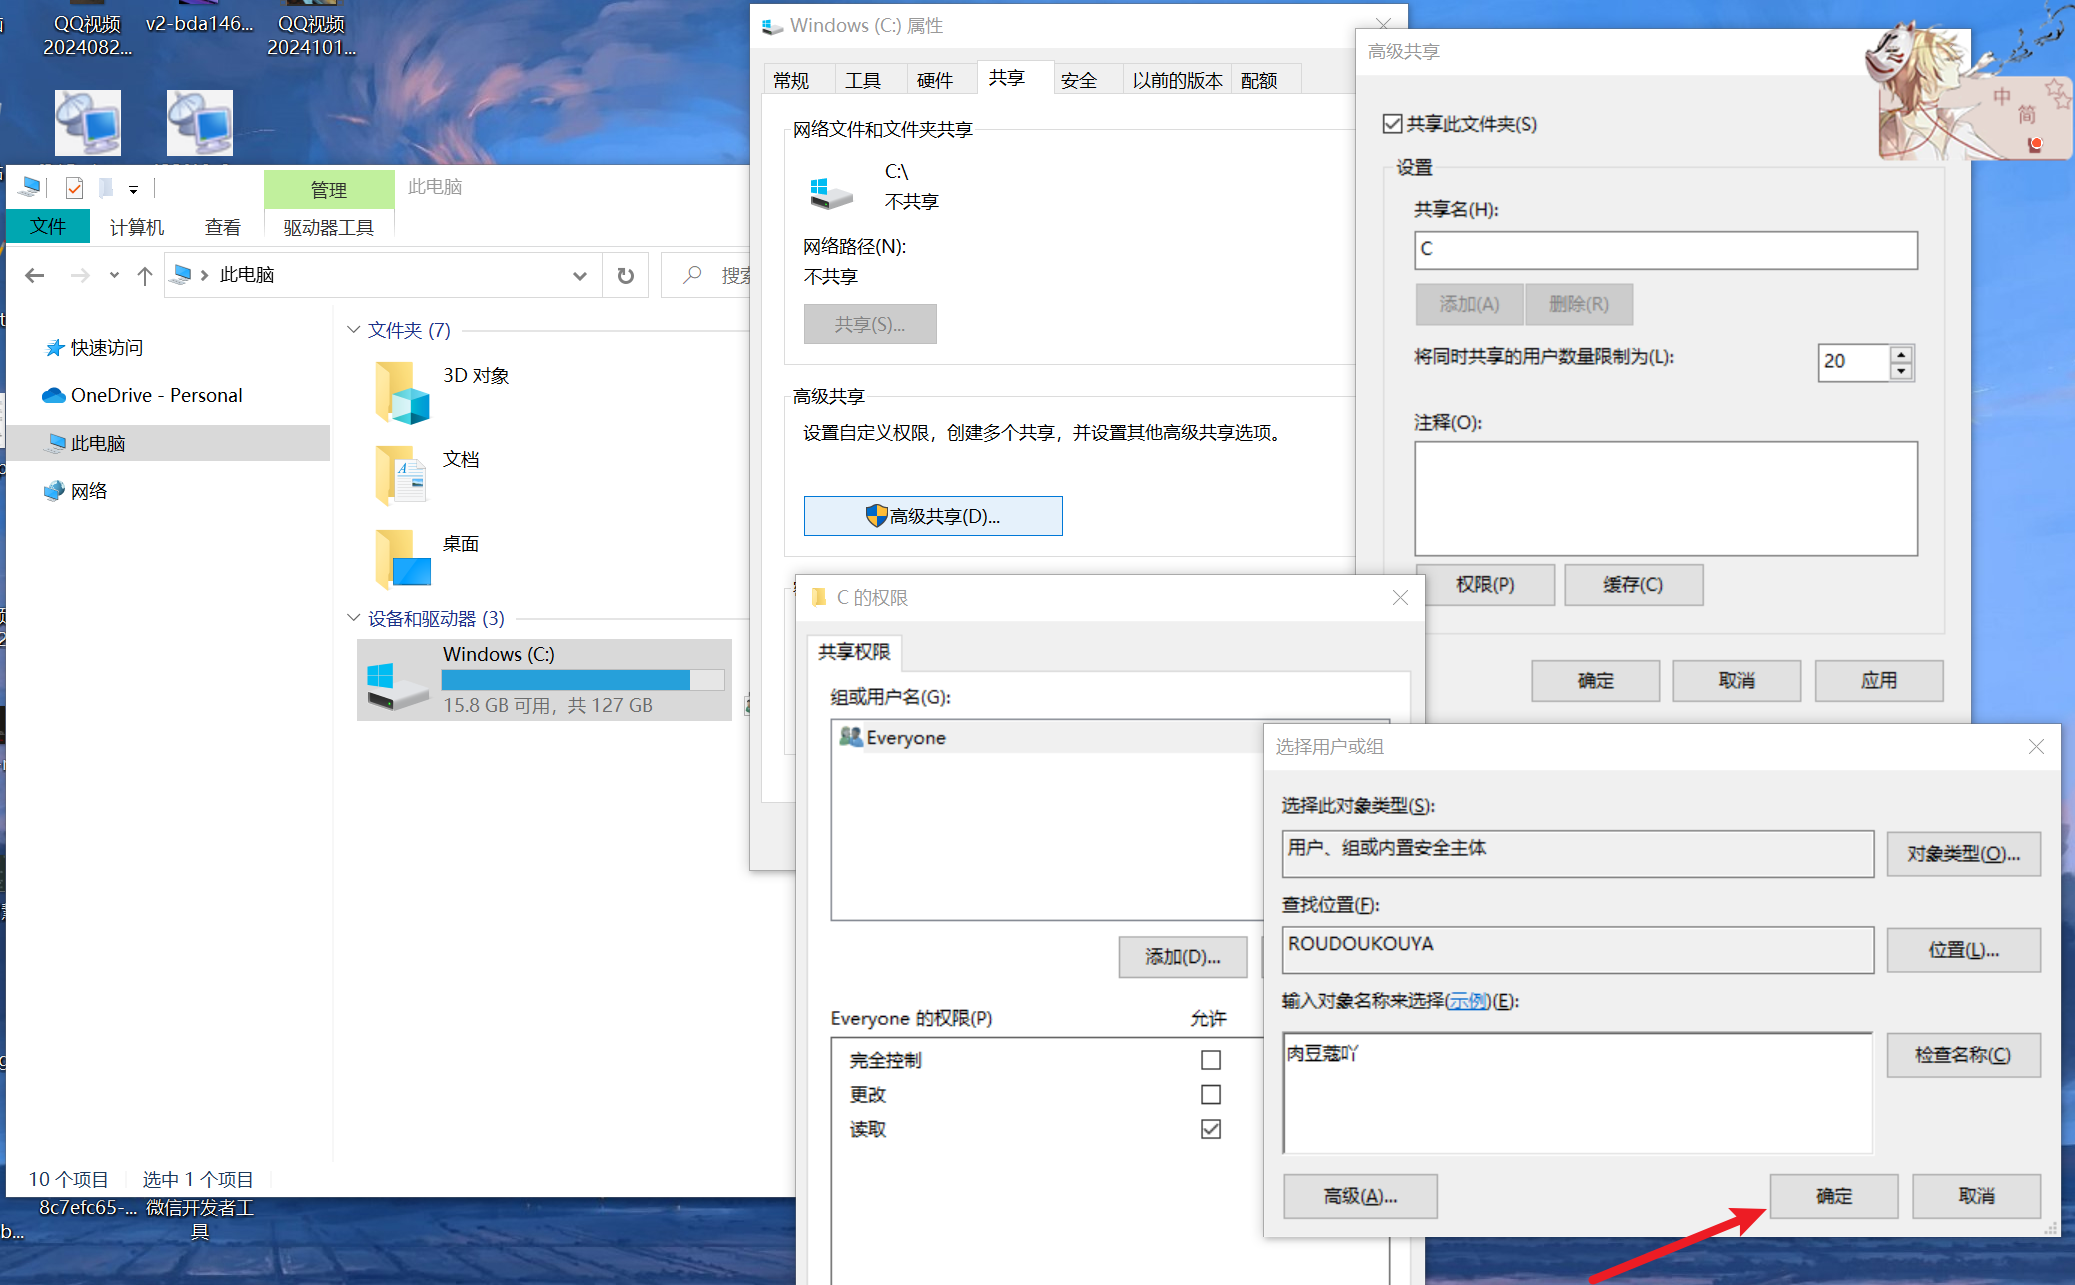 QQ视频
2024082...
v2-bda146...
QQ视频
2024101...
管理
此电脑
文件
计算机
查看
驱动器工具
此电脑
搜索
快速访问
OneDrive - Personal
此电脑
网络
文件夹 (7)
3D 对象
文档
桌面
设备和驱动器 (3)
Windows (C:)
15.8 GB 可用，共 127 GB
10 个项目
选中 1 个项目
8c7efc65-...
微信开发者工
具
b...
Windows (C:) 属性
常规
工具
硬件
共享
安全
以前的版本
配额
网络文件和文件夹共享
C:\
不共享
网络路径(N):
不共享
共享(S)...
高级共享
设置自定义权限，创建多个共享，并设置其他高级共享选项。
高级共享(D)...
高级共享
共享此文件夹(S)
设置
共享名(H):
C
添加(A)
删除(R)
将同时共享的用户数量限制为(L):
20
注释(O):
权限(P)
缓存(C)
确定
取消
应用
中
简
C 的权限
共享权限
组或用户名(G):
Everyone
添加(D)...
Everyone 的权限(P)
允许
完全控制
更改
读取
选择用户或组
选择此对象类型(S):
用户、组或内置安全主体
对象类型(O)...
查找位置(F):
ROUDOUKOUYA
位置(L)...
输入对象名称来选择(示例)(E):
肉豆蔻吖
检查名称(C)
高级(A)...
确定
取消